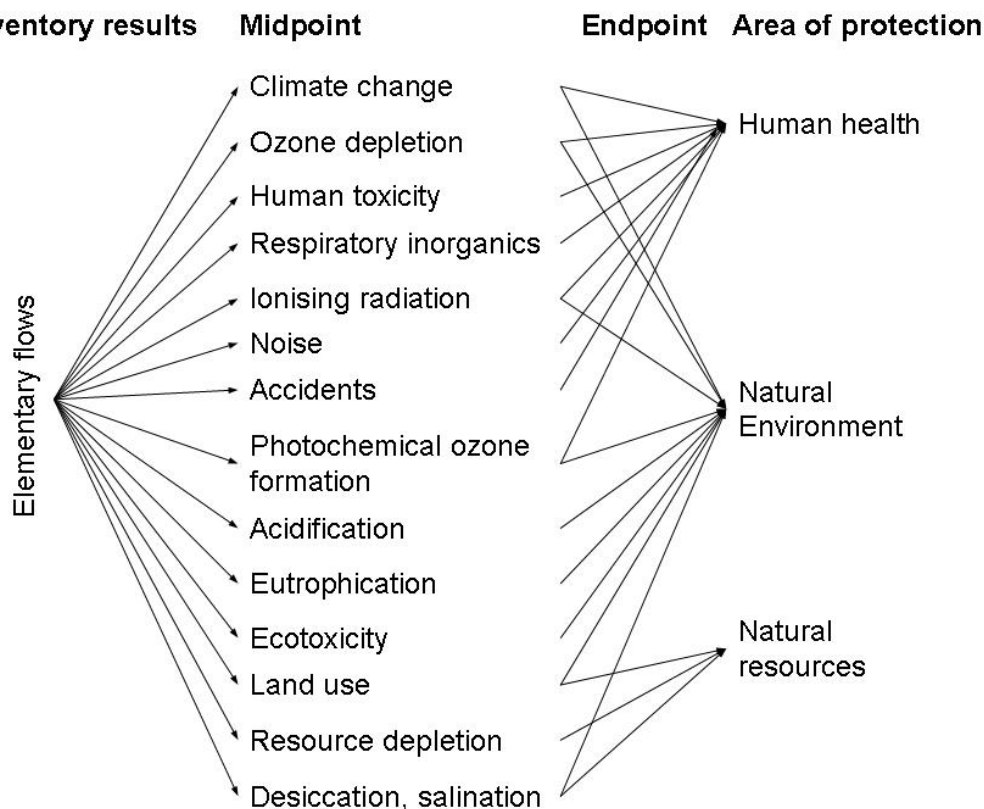 ventory results Midpoint Endpoint Area of protection
Climate change
Ozone depletion
Human toxicity
Respiratory inorganics
Ionising radiation
Noise
Accidents
Photochemical ozone
formation
Acidification
Eutrophication
Ecotoxicity
Land use
Resource depletion
Desiccation, salination
Elementary flows
Human health
Natural
Environment
Natural
resources